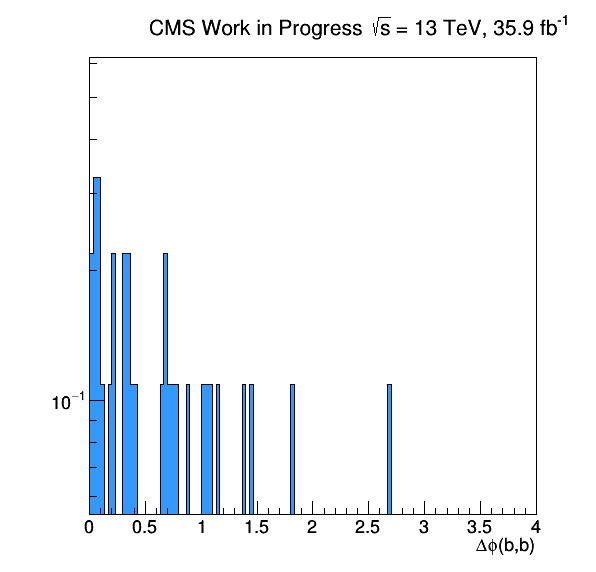 CMS Work in Progress √s = 13 TeV, 35.9 fb⁻¹
10⁻¹
0 0.5 1 1.5 2 2.5 3 3.5 4
Δϕ(b,b)